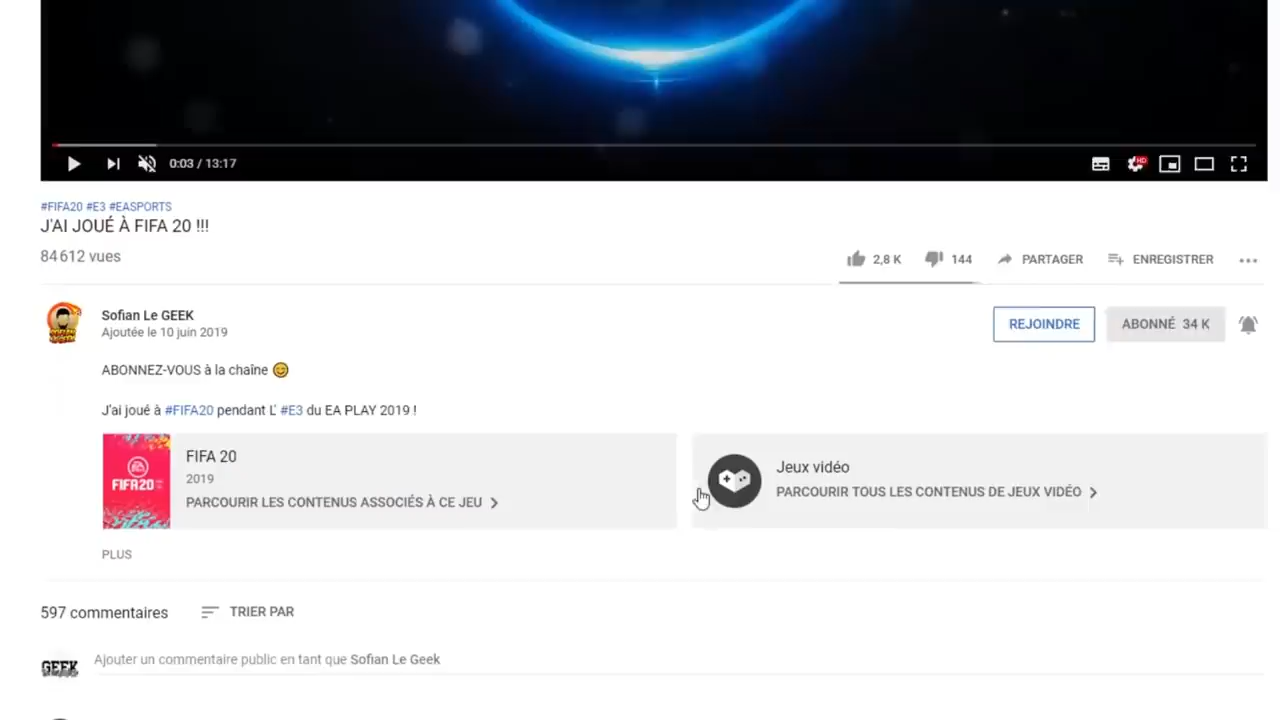 HD
0:03 / 13:17
#FIFA20 #E3 #EASPORTS
J'AI JOUÉ À FIFA 20 !!!
84 612 vues
2,8 K
144
PARTAGER
ENREGISTRER
Sofian Le GEEK
Ajoutée le 10 juin 2019
REJOINDRE
ABONNÉ 34 K
ABONNEZ-VOUS à la chaîne
J'ai joué à #FIFA20 pendant L' #E3 du EA PLAY 2019 !
EA
FIFA20
FIFA 20
2019
PARCOURIR LES CONTENUS ASSOCIÉS À CE JEU
Jeux vidéo
PARCOURIR TOUS LES CONTENUS DE JEUX VIDÉO
PLUS
597 commentaires
TRIER PAR
GEEK
Ajouter un commentaire public en tant que Sofian Le Geek